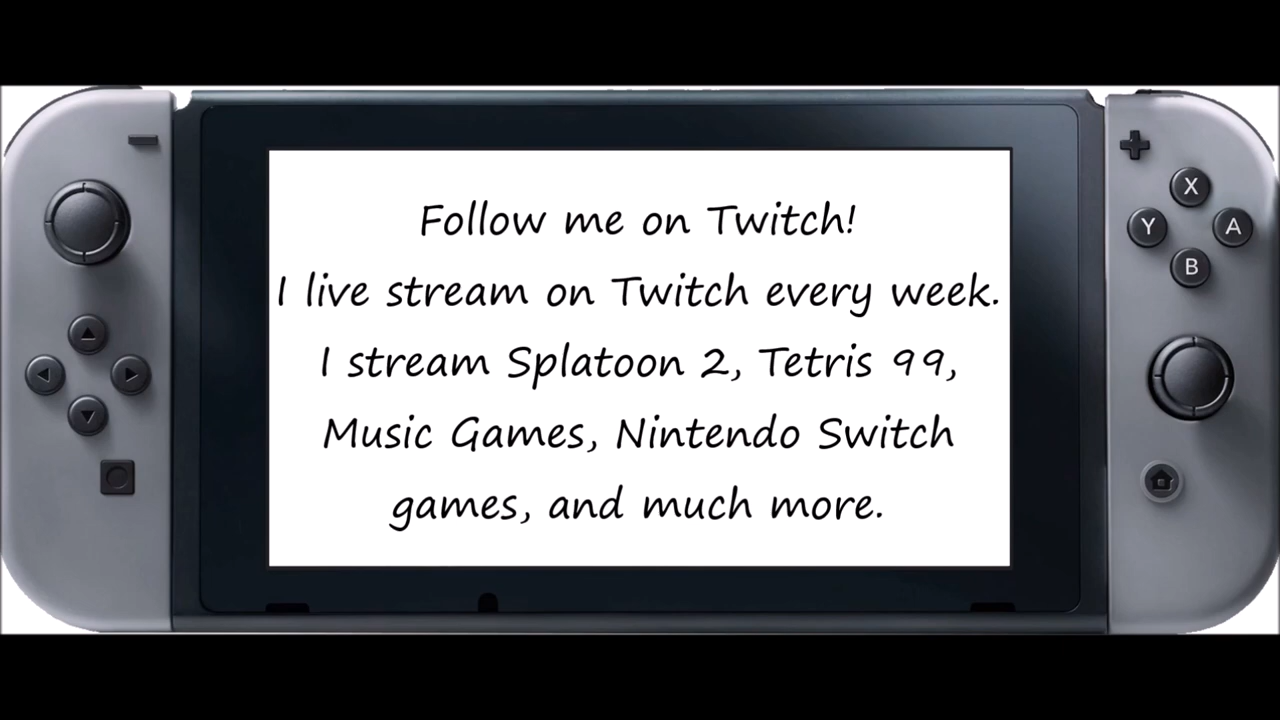 Follow me on Twitch!
I live stream on Twitch every week.
I stream Splatoon 2, Tetris 99,
Music Games, Nintendo Switch
games, and much more.
X
Y
A
B